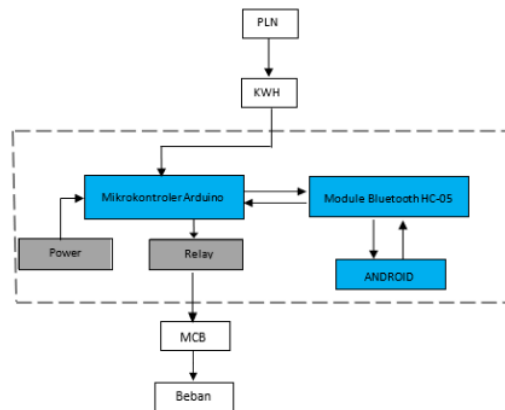 PLN
KWH
Mikrokontroler Arduino
Module Bluetooth HC-05
Power
Relay
ANDROID
MCB
Beban